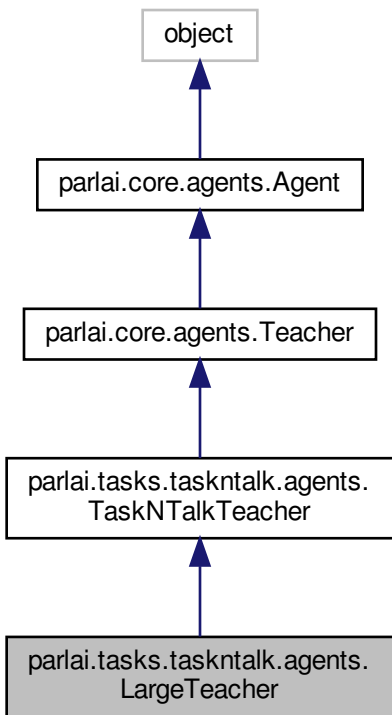 object
parlai.core.agents.Agent
parlai.core.agents.Teacher
parlai.tasks.taskntalk.agents.
TaskNTalkTeacher
parlai.tasks.taskntalk.agents.
LargeTeacher